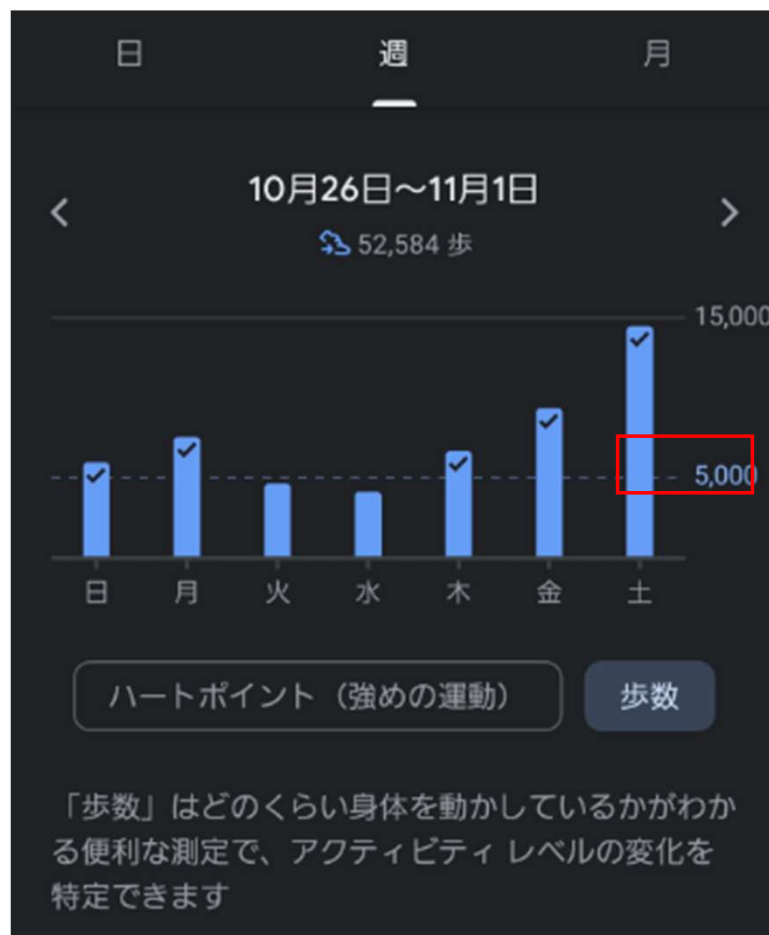 日 週 月
10月26日～11月1日
52,584 歩
15,000
5,000
日 月 火 水 木 金 土
ハートポイント（強めの運動） 歩数
「歩数」はどのくらい身体を動かしているかがわか
る便利な測定で、アクティビティ レベルの変化を
特定できます